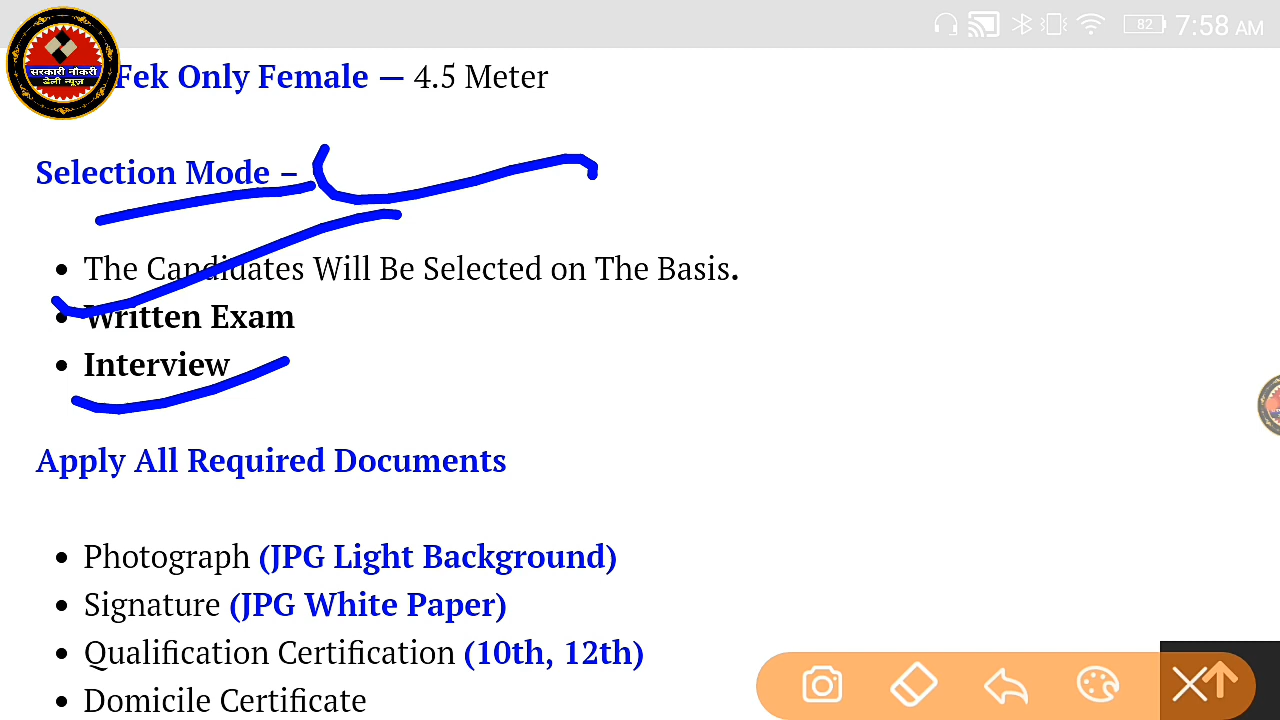 82 7:58 AM
सरकारी नौकरी
डेली न्यूज़
Fek Only Female — 4.5 Meter
Selection Mode –
• The Candidates Will Be Selected on The Basis.
• Written Exam
• Interview
Apply All Required Documents
• Photograph (JPG Light Background)
• Signature (JPG White Paper)
• Qualification Certification (10th, 12th)
• Domicile Certificate